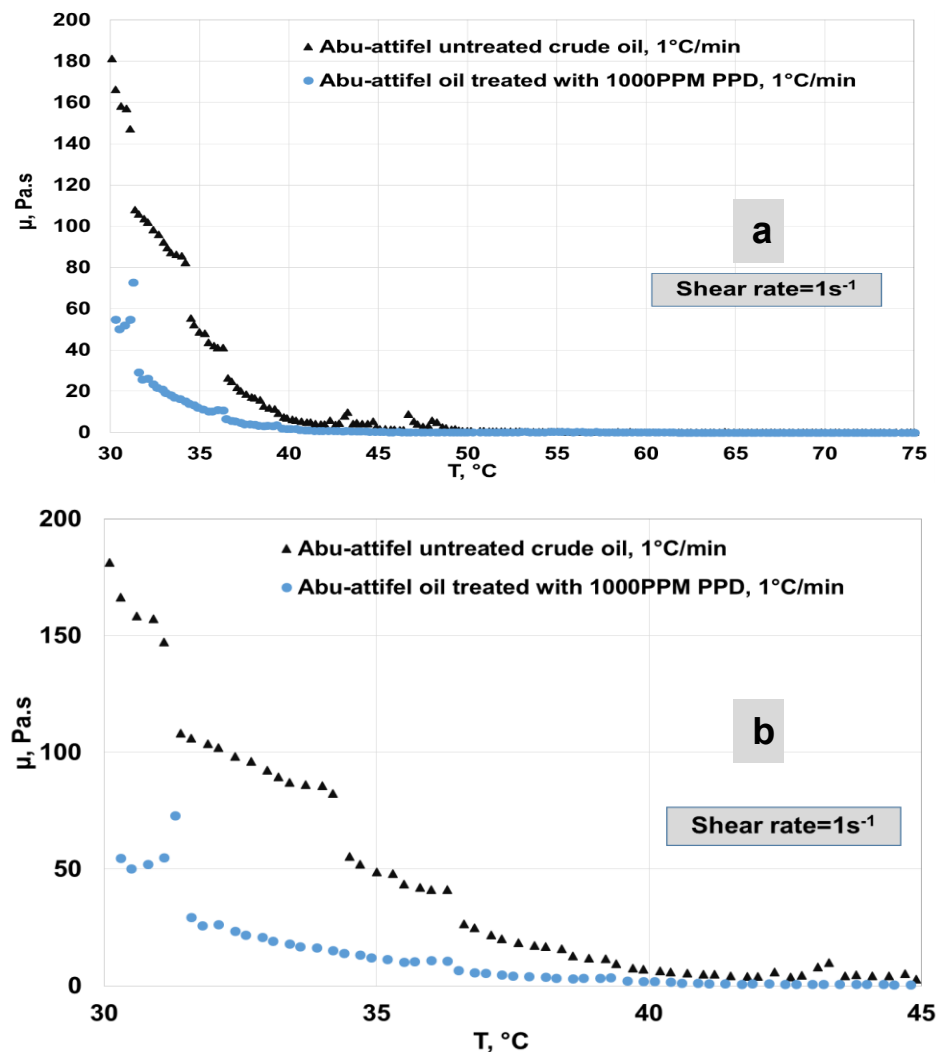 200
180
160
140
120
100
80
60
40
20
0
μ, Pa.s
▲ Abu-attifel untreated crude oil, 1°C/min
● Abu-attifel oil treated with 1000PPM PPD, 1°C/min
a
Shear rate=1s⁻¹
30 35 40 45 50 55 60 65 70 75
T, °C
200
150
100
50
0
μ, Pa.s
▲ Abu-attifel untreated crude oil, 1°C/min
● Abu-attifel oil treated with 1000PPM PPD, 1°C/min
b
Shear rate=1s⁻¹
30 35 40 45
T, °C